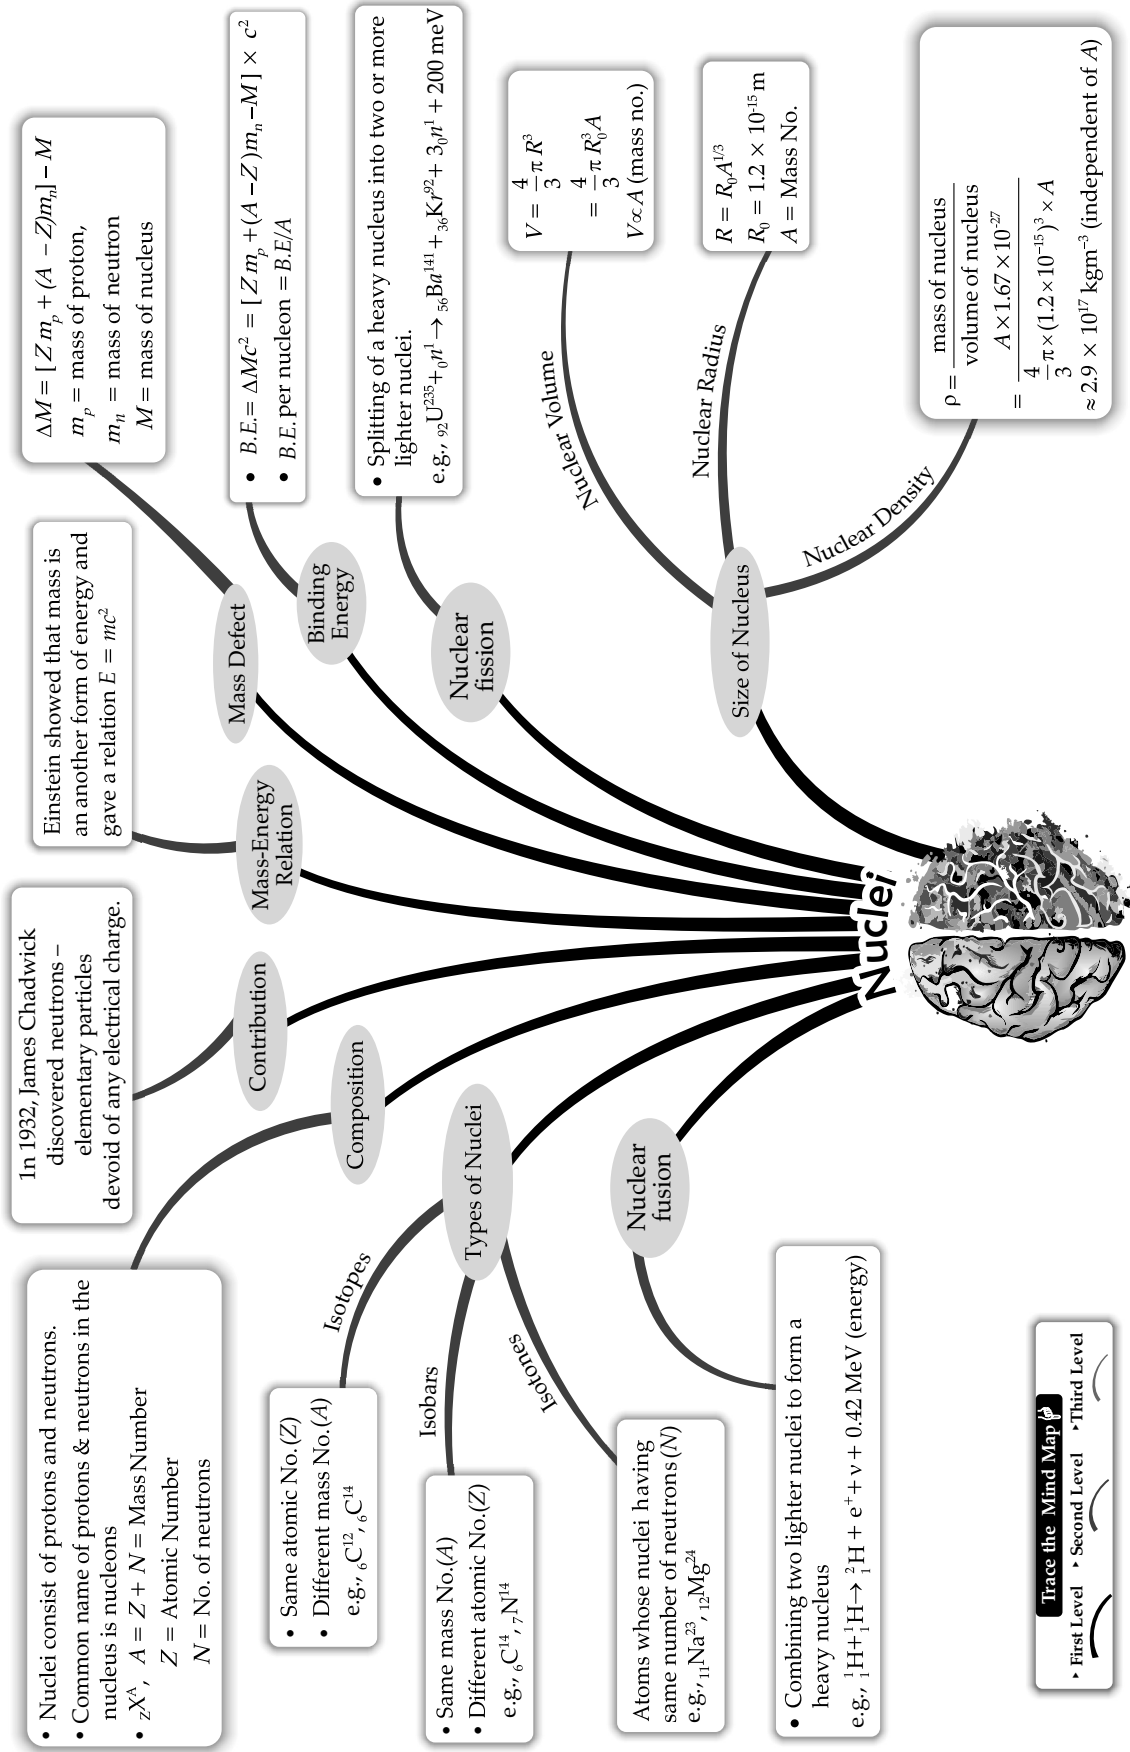 Nuclei
Nuclear fusion
• Combining two lighter nuclei to form a
heavy nucleus
e.g., ₁¹H+₁¹H→ ₁²H + e⁺+ν + 0.42 MeV (energy)
Types of Nuclei
Isotopes
• Same atomic No.(Z)
• Different mass No.(A)
e.g., ₆C¹², ₆C¹⁴
Isobars
• Same mass No.(A)
• Different atomic No.(Z)
e.g., ₆C¹⁴, ₇N¹⁴
Isotones
Atoms whose nuclei having
same number of neutrons (N)
e.g., ₁₁Na²³, ₁₂Mg²⁴
Composition
• Nuclei consist of protons and neutrons.
• Common name of protons & neutrons in the
nucleus is nucleons
• zXᴬ, A = Z + N = Mass Number
Z = Atomic Number
N = No. of neutrons
Contribution
1n 1932, James Chadwick
discovered neutrons –
elementary particles
devoid of any electrical charge.
Mass-Energy
Relation
Einstein showed that mass is
an another form of energy and
gave a relation E = mc²
Mass Defect
ΔM = [Z mₚ + (A – Z)mₙ] – M
mₚ = mass of proton,
mₙ = mass of neutron
M = mass of nucleus
Binding
Energy
• B.E. = ΔMc² = [Z mₚ +(A–Z)mₙ–M] × c²
• B.E. per nucleon = B.E/A
Nuclear
fission
• Splitting of a heavy nucleus into two or more
lighter nuclei.
e.g., ₉₂U²³⁵+₀n¹→ ₅₆Ba¹⁴¹+₃₆Kr⁹²+ 3₀n¹ + 200 meV
Size of Nucleus
Nuclear Volume
V = 4/3 π R³
= 4/3 π R₀³A
V∝A (mass no.)
Nuclear Radius
R = R₀A¹ᐟ³
R₀ = 1.2 × 10⁻¹⁵ m
A = Mass No.
Nuclear Density
ρ = mass of nucleus / volume of nucleus
= A×1.67×10⁻²⁷ / 4/3 π×(1.2×10⁻¹⁵)³ × A
≈ 2.9 × 10¹⁷ kgm⁻³ (independent of A)
Trace the Mind Map
▸ First Level ▸ Second Level ▸Third Level